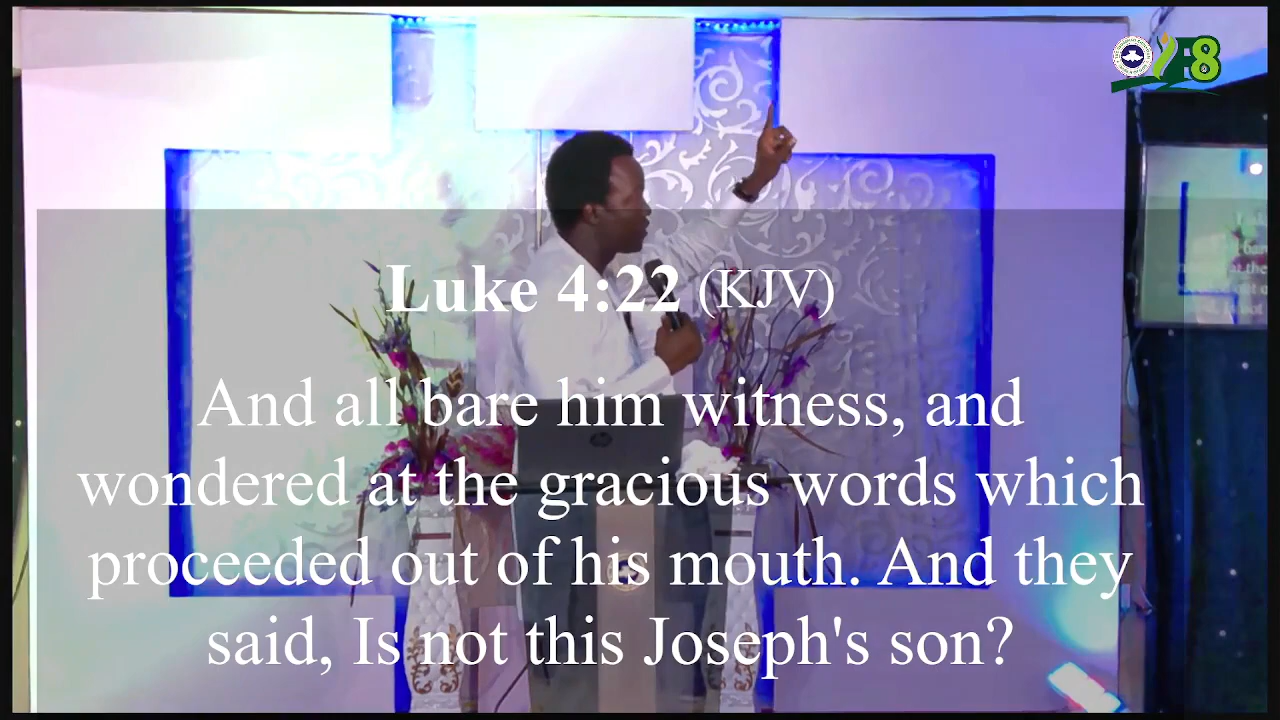 Luke 4:22 (KJV)
And all bare him witness, and
wondered at the gracious words which
proceeded out of his mouth. And they
said, Is not this Joseph's son?